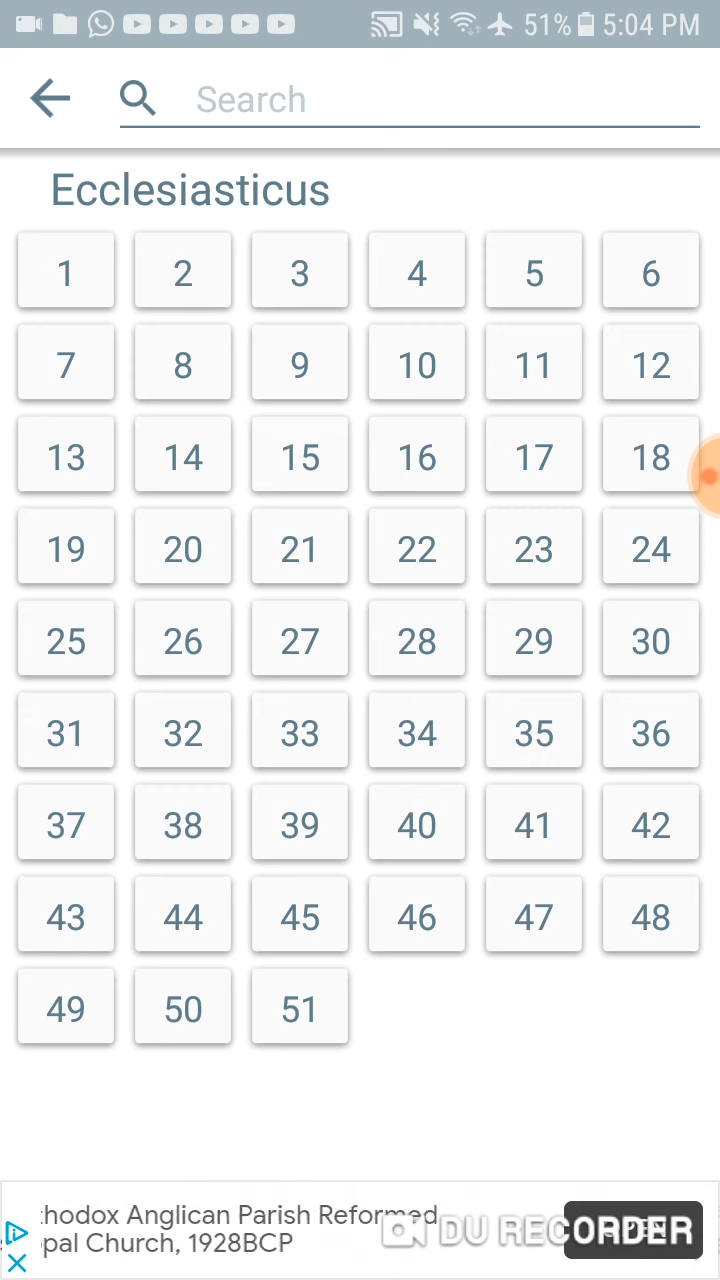 51% 5:04 PM
Search
Ecclesiasticus
1 2 3 4 5 6
7 8 9 10 11 12
13 14 15 16 17 18
19 20 21 22 23 24
25 26 27 28 29 30
31 32 33 34 35 36
37 38 39 40 41 42
43 44 45 46 47 48
49 50 51
thodox Anglican Parish Reformed
opal Church, 1928BCP
DU RECORDER